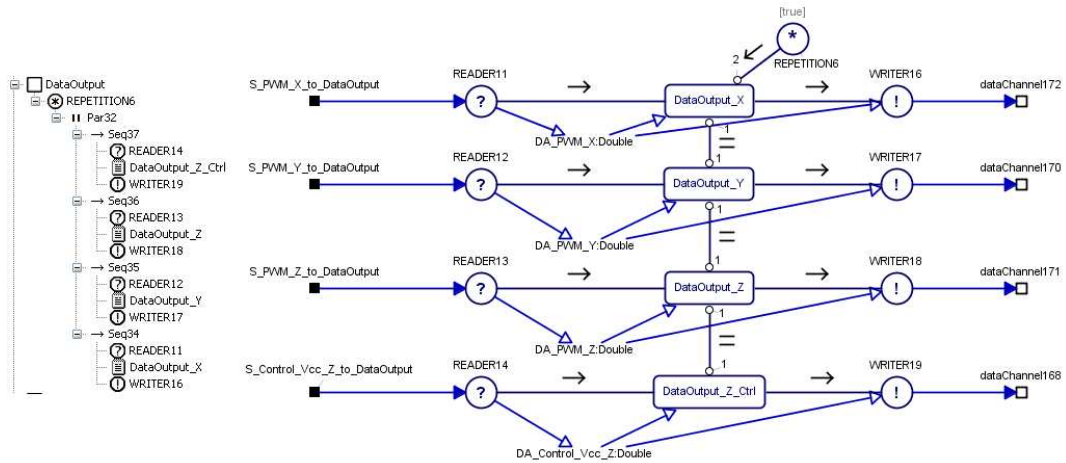 DataOutput
REPETITION6
Par32
Seq37
READER14
DataOutput_Z_Ctrl
WRITER19
Seq36
READER13
DataOutput_Z
WRITER18
Seq35
READER12
DataOutput_Y
WRITER17
Seq34
READER11
DataOutput_X
WRITER16
[true]
*
REPETITION6
2
S_PWM_X_to_DataOutput
READER11
?
DataOutput_X
WRITER16
!
dataChannel172
DA_PWM_X:Double
1
=
1
S_PWM_Y_to_DataOutput
READER12
?
DataOutput_Y
WRITER17
!
dataChannel170
DA_PWM_Y:Double
1
=
1
S_PWM_Z_to_DataOutput
READER13
?
DataOutput_Z
WRITER18
!
dataChannel171
DA_PWM_Z:Double
1
=
1
S_Control_Vcc_Z_to_DataOutput
READER14
?
DataOutput_Z_Ctrl
WRITER19
!
dataChannel168
DA_Control_Vcc_Z:Double